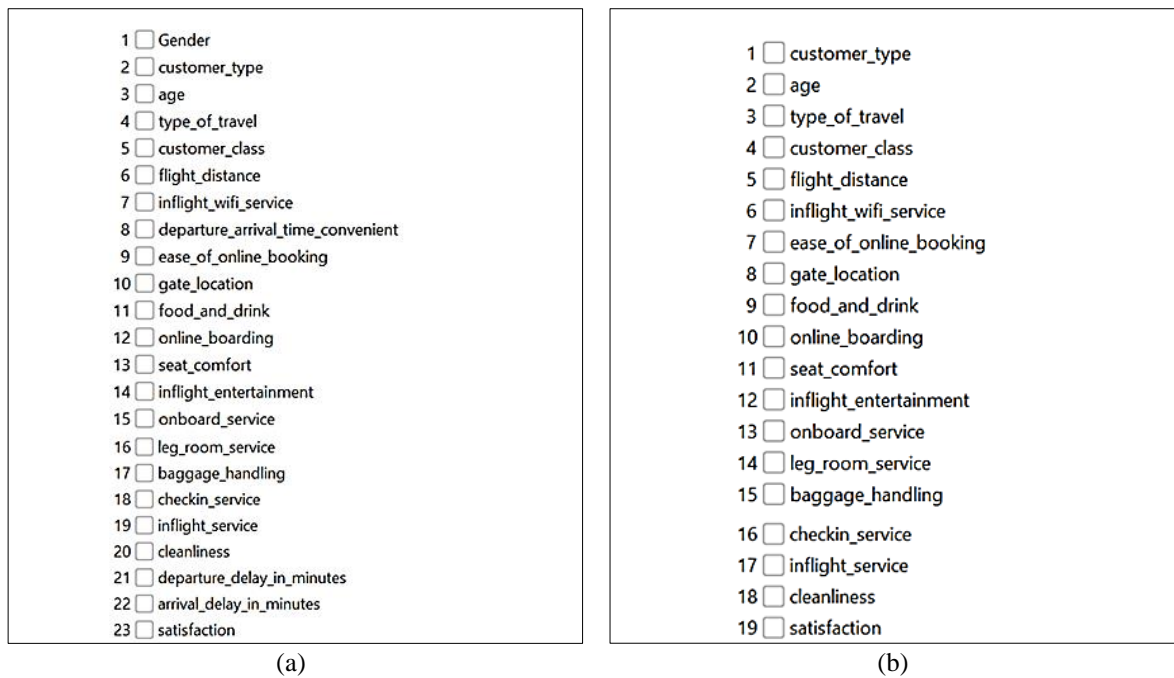 1 Gender
2 customer_type
3 age
4 type_of_travel
5 customer_class
6 flight_distance
7 inflight_wifi_service
8 departure_arrival_time_convenient
9 ease_of_online_booking
10 gate_location
11 food_and_drink
12 online_boarding
13 seat_comfort
14 inflight_entertainment
15 onboard_service
16 leg_room_service
17 baggage_handling
18 checkin_service
19 inflight_service
20 cleanliness
21 departure_delay_in_minutes
22 arrival_delay_in_minutes
23 satisfaction
(a)
1 customer_type
2 age
3 type_of_travel
4 customer_class
5 flight_distance
6 inflight_wifi_service
7 ease_of_online_booking
8 gate_location
9 food_and_drink
10 online_boarding
11 seat_comfort
12 inflight_entertainment
13 onboard_service
14 leg_room_service
15 baggage_handling
16 checkin_service
17 inflight_service
18 cleanliness
19 satisfaction
(b)